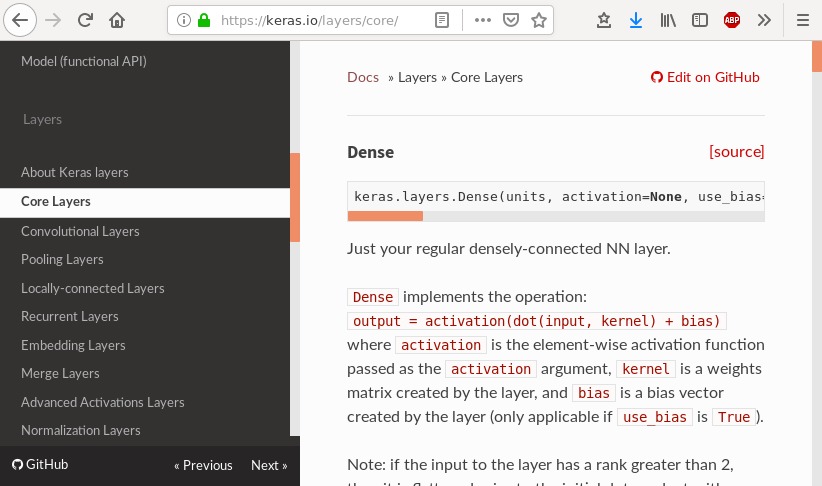 https://keras.io/layers/core/
ABP
Model (functional API)
Layers
About Keras layers
Core Layers
Convolutional Layers
Pooling Layers
Locally-connected Layers
Recurrent Layers
Embedding Layers
Merge Layers
Advanced Activations Layers
Normalization Layers
GitHub
« Previous
Next »
Docs » Layers » Core Layers
Edit on GitHub
Dense
[source]
keras.layers.Dense(units, activation=None, use_bias=
Just your regular densely-connected NN layer.
Dense implements the operation:
output = activation(dot(input, kernel) + bias)
where activation is the element-wise activation function
passed as the activation argument, kernel is a weights
matrix created by the layer, and bias is a bias vector
created by the layer (only applicable if use_bias is True).
Note: if the input to the layer has a rank greater than 2,